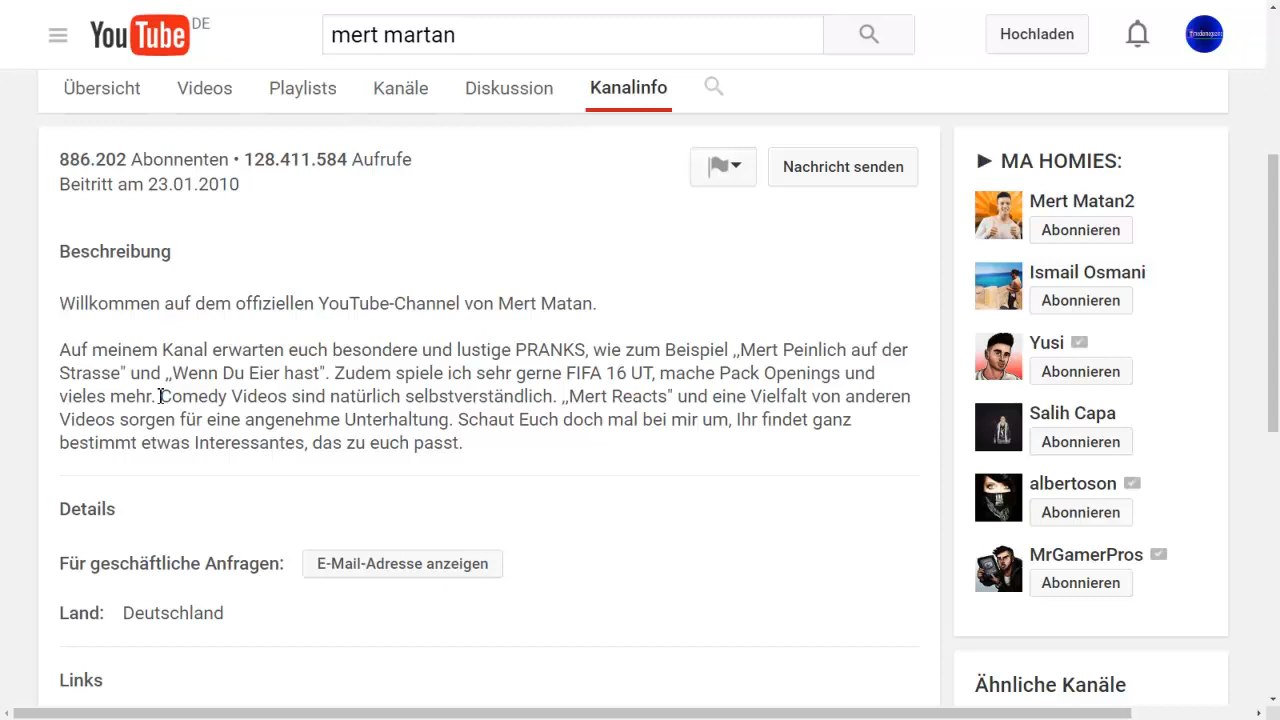 YouTube DE
mert martan
Hochladen
Übersicht
Videos
Playlists
Kanäle
Diskussion
Kanalinfo
886.202 Abonnenten • 128.411.584 Aufrufe
Beitritt am 23.01.2010
Nachricht senden
Beschreibung
Willkommen auf dem offiziellen YouTube-Channel von Mert Matan.
Auf meinem Kanal erwarten euch besondere und lustige PRANKS, wie zum Beispiel ,,Mert Peinlich auf der
Strasse" und ,,Wenn Du Eier hast". Zudem spiele ich sehr gerne FIFA 16 UT, mache Pack Openings und
vieles mehr. Comedy Videos sind natürlich selbstverständlich. ,,Mert Reacts" und eine Vielfalt von anderen
Videos sorgen für eine angenehme Unterhaltung. Schaut Euch doch mal bei mir um, Ihr findet ganz
bestimmt etwas Interessantes, das zu euch passt.
Details
Für geschäftliche Anfragen: E-Mail-Adresse anzeigen
Land: Deutschland
Links
► MA HOMIES:
Mert Matan2
Abonnieren
Ismail Osmani
Abonnieren
Yusi
Abonnieren
Salih Capa
Abonnieren
albertoson
Abonnieren
MrGamerPros
Abonnieren
Ähnliche Kanäle